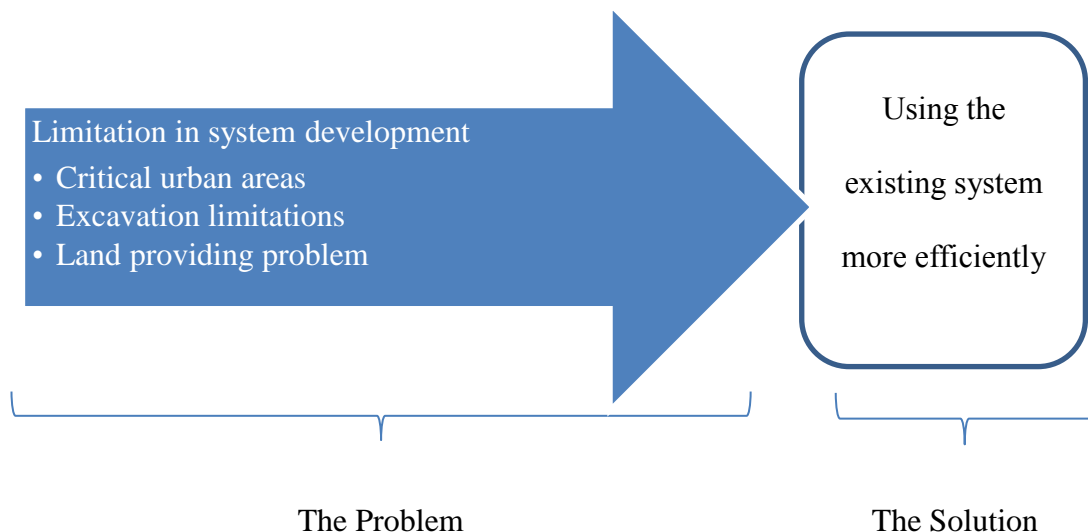 Limitation in system development
• Critical urban areas
• Excavation limitations
• Land providing problem
Using the
existing system
more efficiently
The Problem
The Solution